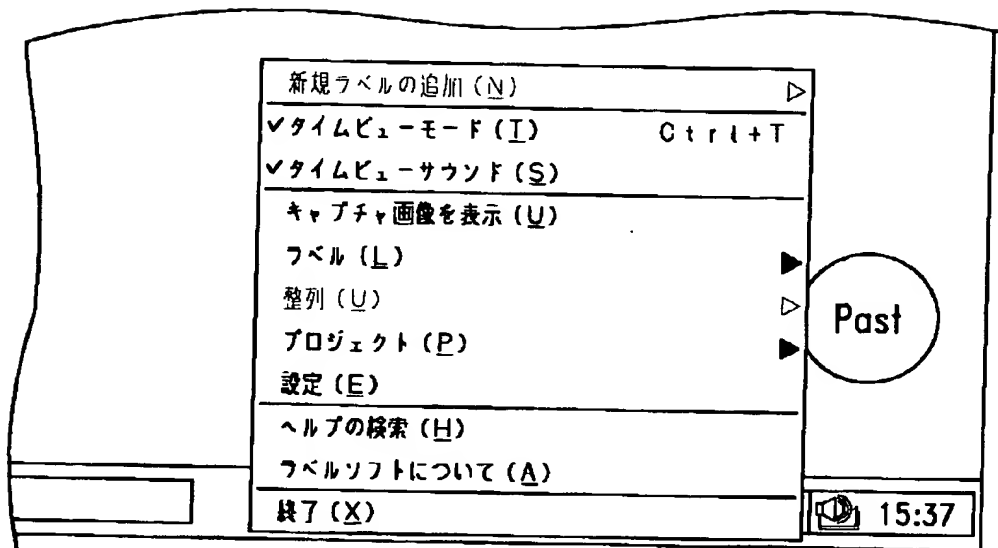 新規ラベルの追加(N)
✓タイムビューモード(T) Ctrl+T
✓タイムビューサウンド(S)
キャプチャ画像を表示(U)
ラベル(L)
整列(U)
プロジェクト(P)
設定(E)
ヘルプの検索(H)
ラベルソフトについて(A)
終了(X)
Past
15:37